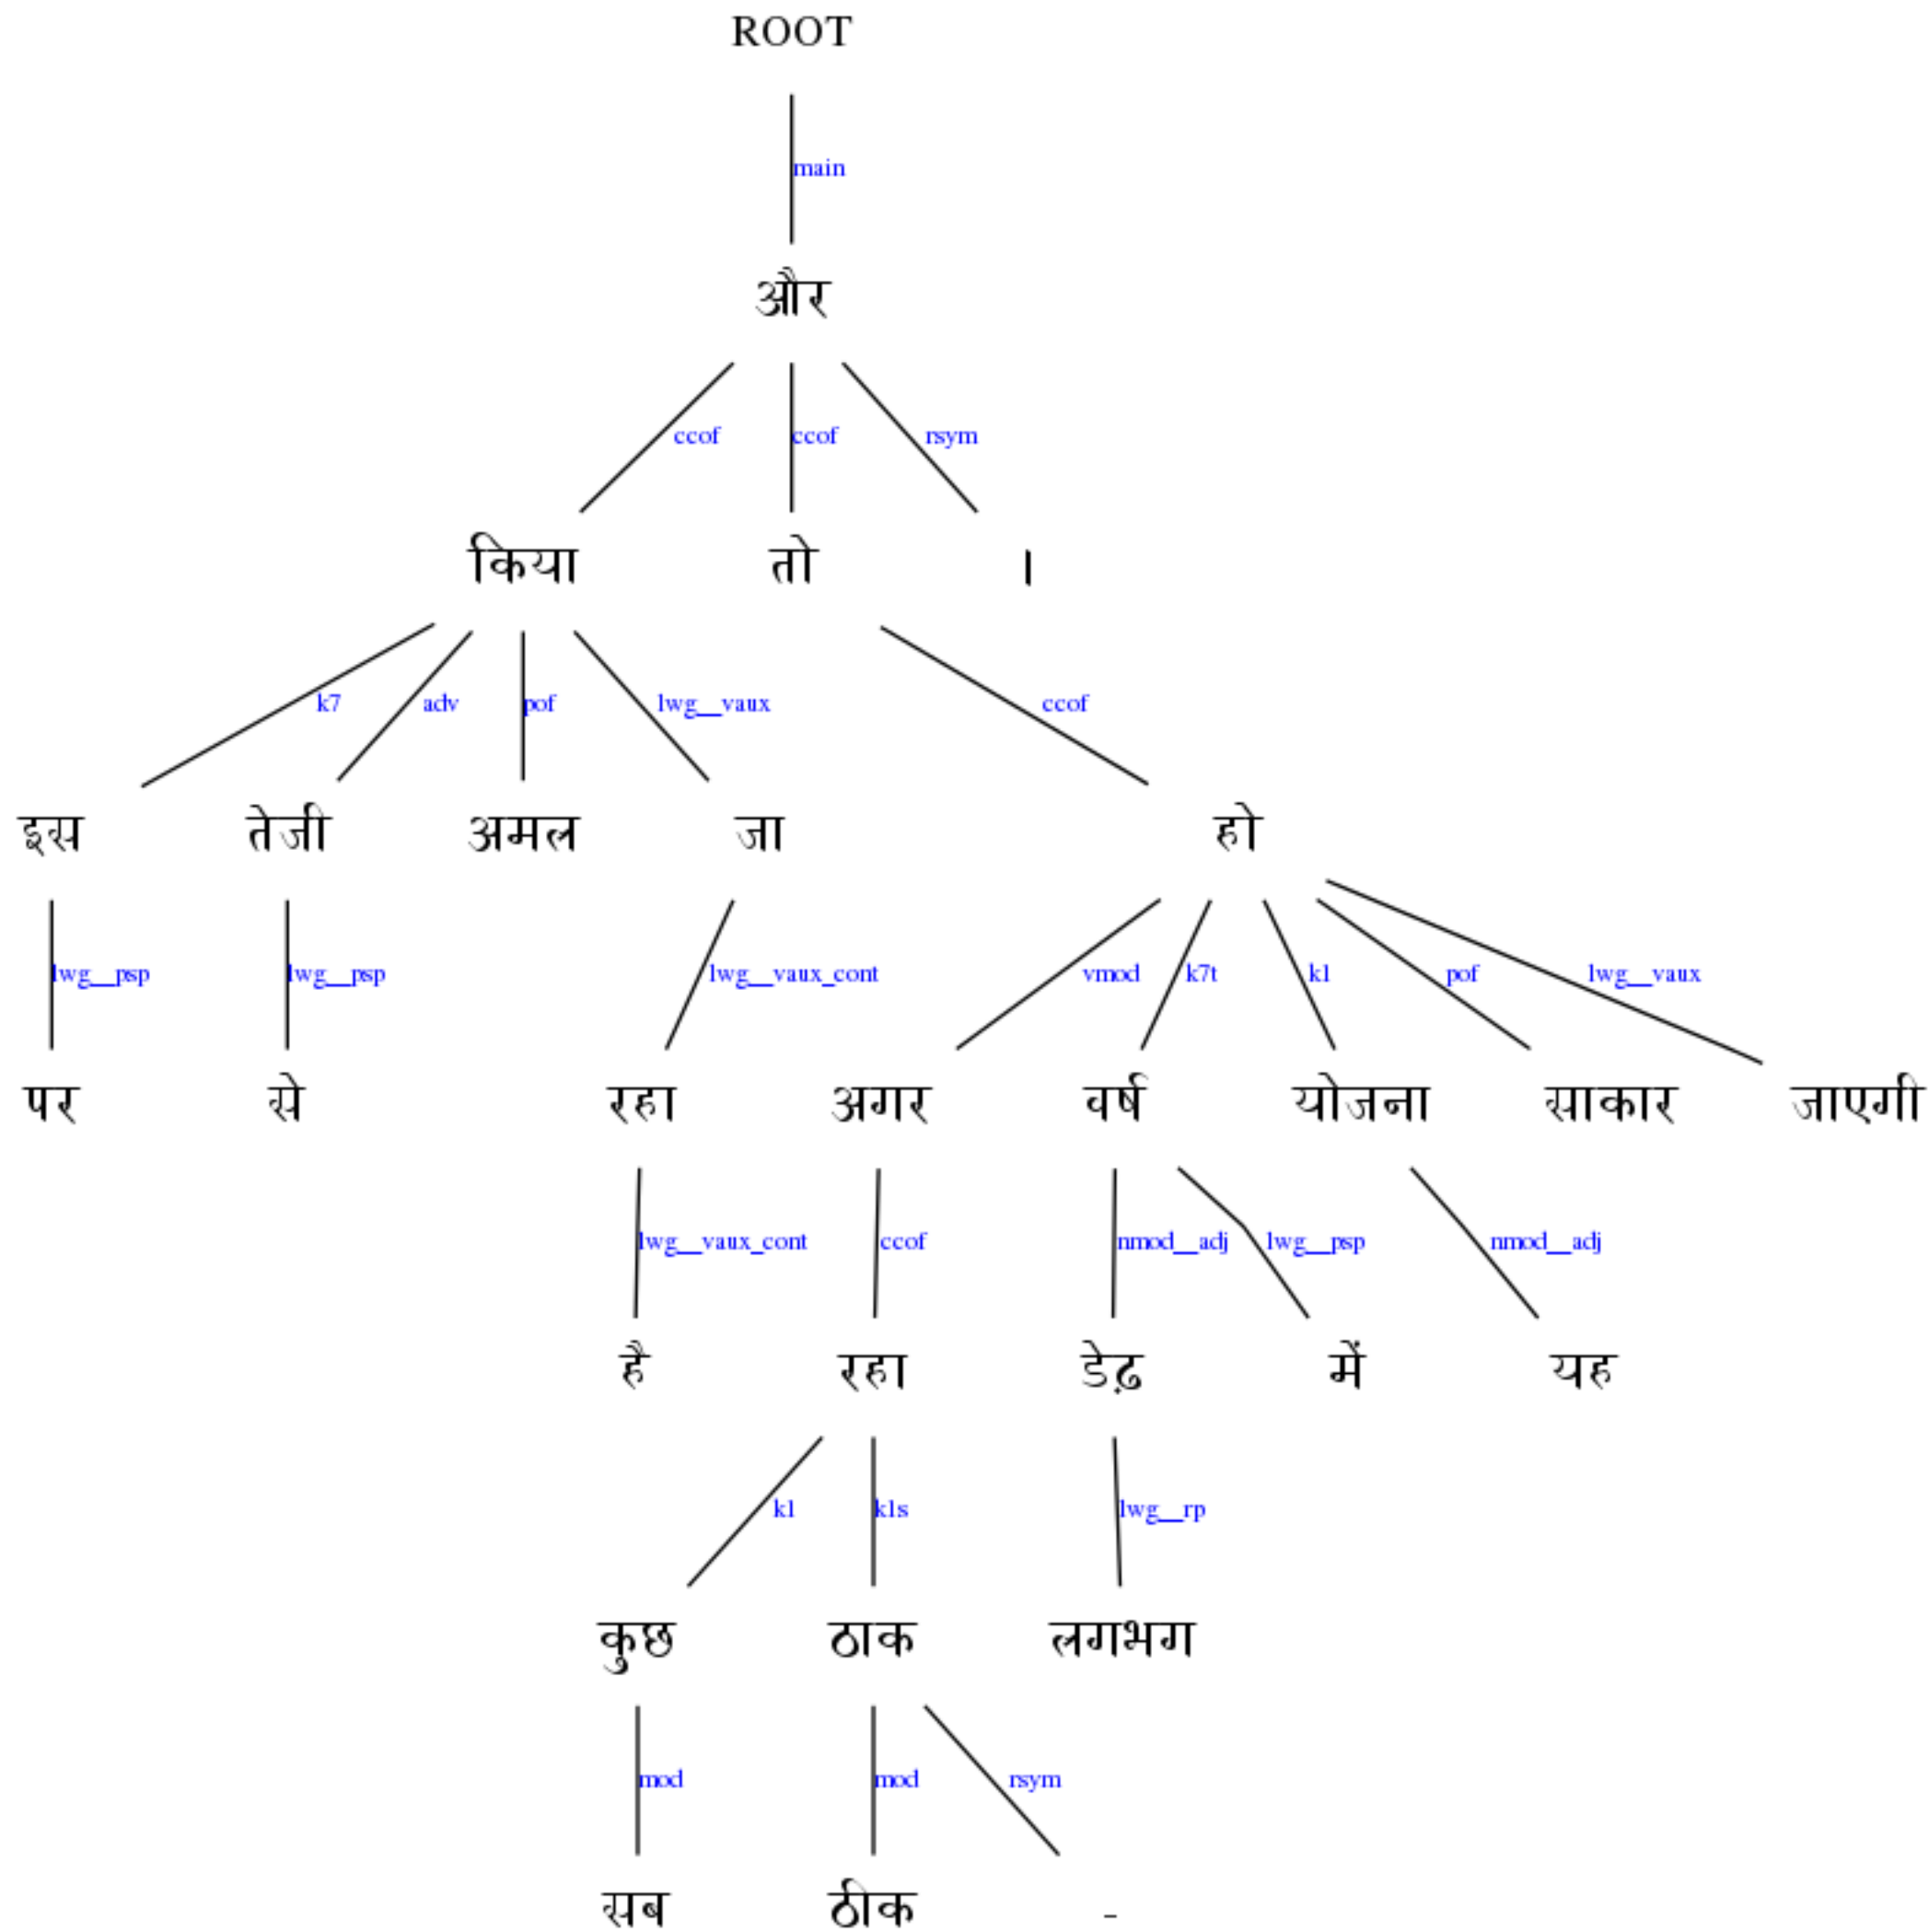 ROOT
main
और
ccof ccof rsym
किया तो ।
k7 adv pof lwg__vaux ccof
इस तेजी अमल जा हो
lwg__psp lwg__psp lwg__vaux_cont vmod k7t k1 pof lwg__vaux
पर से रहा अगर वर्ष योजना साकार जाएगी
lwg__vaux_cont ccof nmod__adj lwg__psp nmod__adj
है रहा डेढ़ में यह
k1 k1s lwg__rp
कुछ ठाक लगभग
mod mod rsym
सब ठीक -